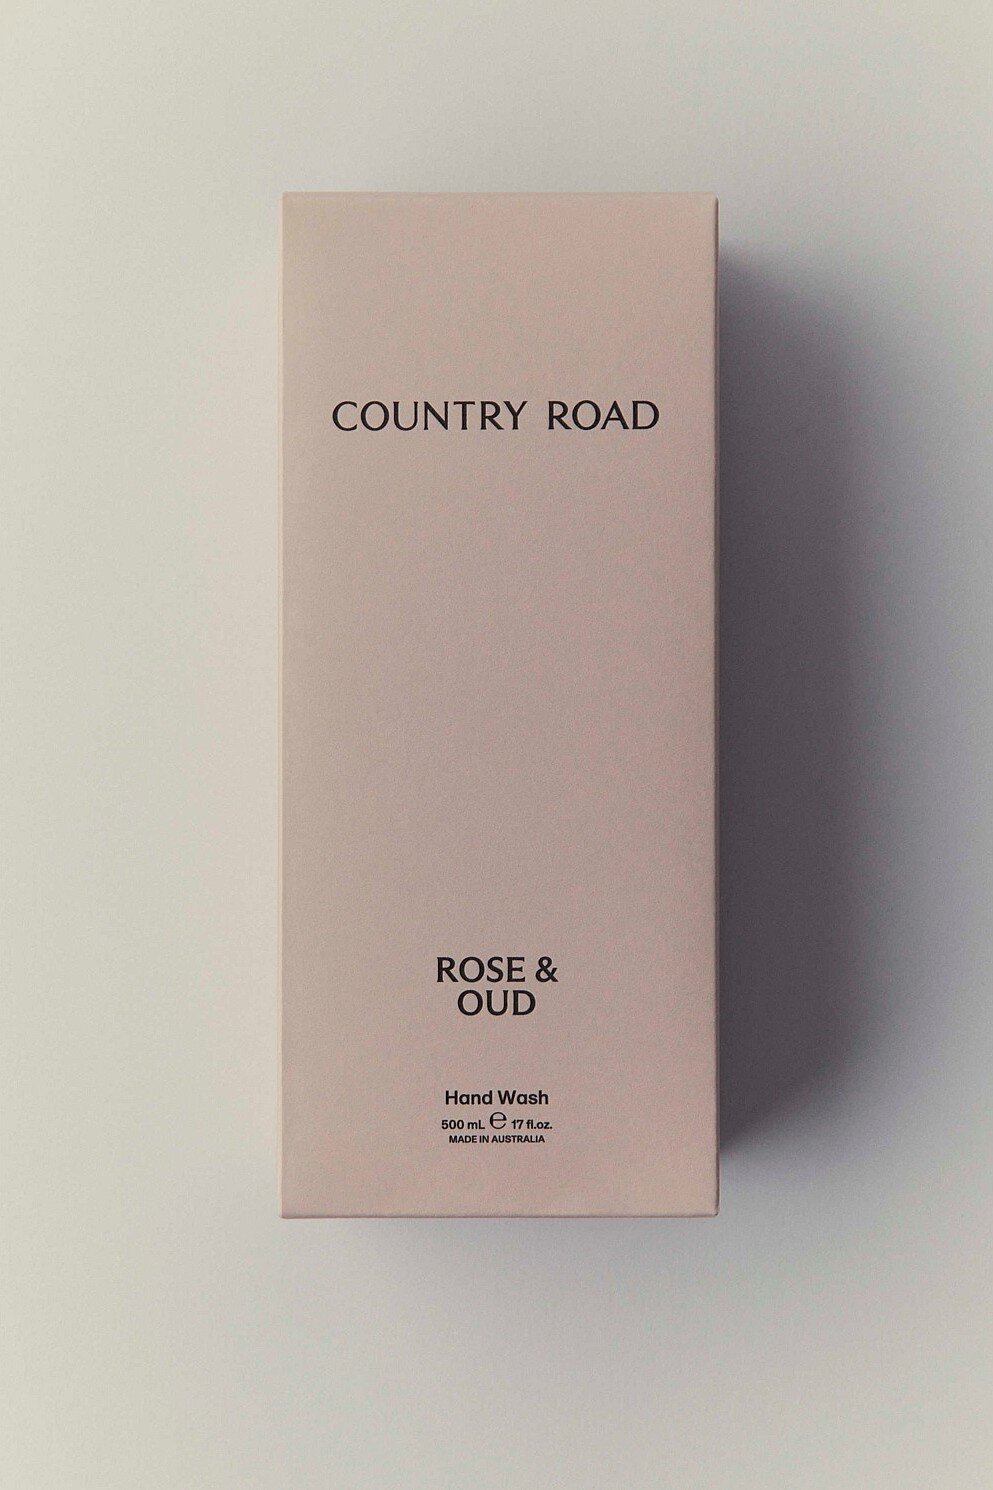 COUNTRY ROAD
ROSE &
OUD
Hand Wash
500 mL ℮ 17 fl.oz.
MADE IN AUSTRALIA